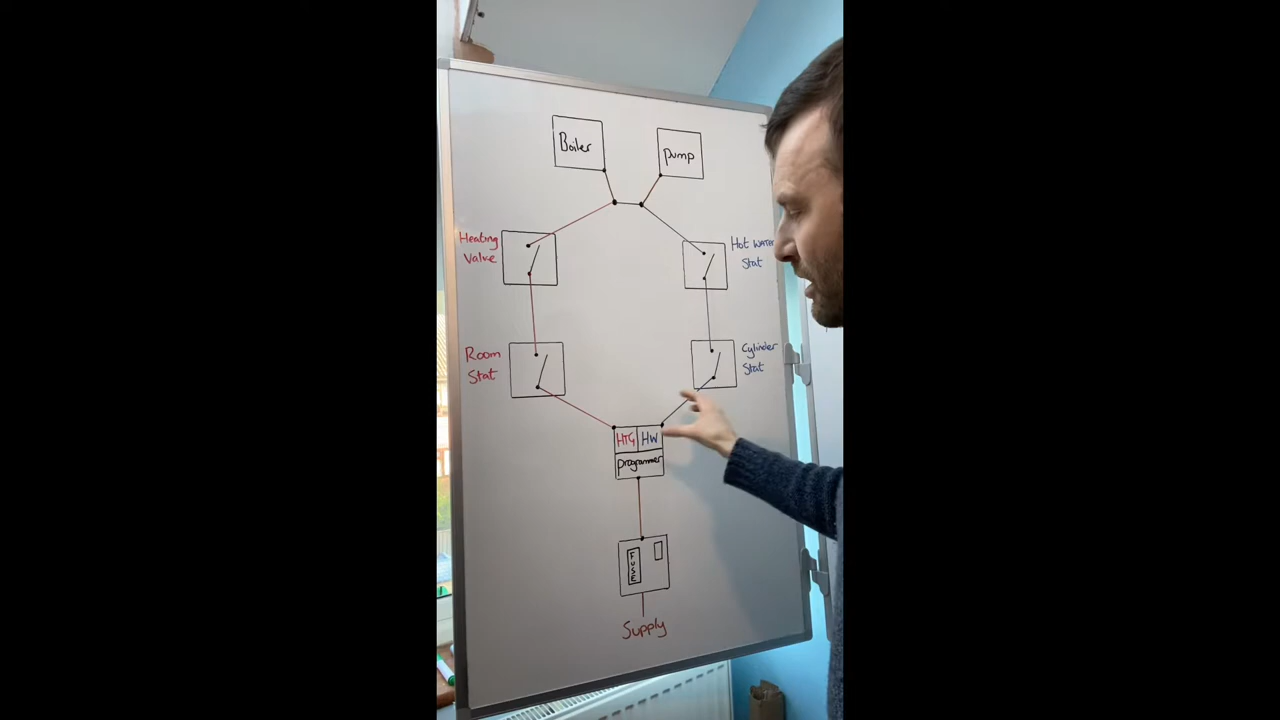 Boiler
pump
Heating
Valve
Hot WATER
Stat
Room
Stat
Cylinder
Stat
HTG HW
programmer
FUSE
Supply